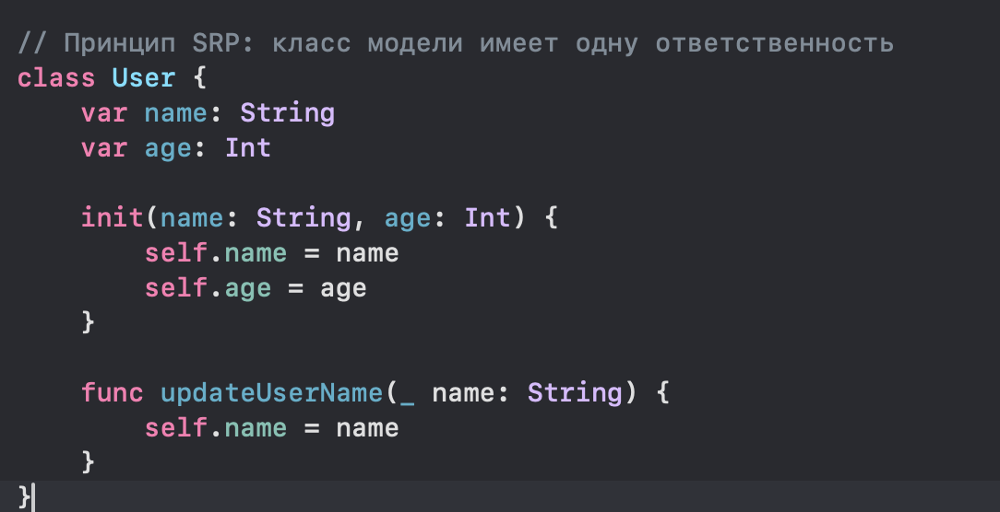 // Принцип SRP: класс модели имеет одну ответственность
class User {
    var name: String
    var age: Int

    init(name: String, age: Int) {
        self.name = name
        self.age = age
    }

    func updateUserName(_ name: String) {
        self.name = name
    }
}